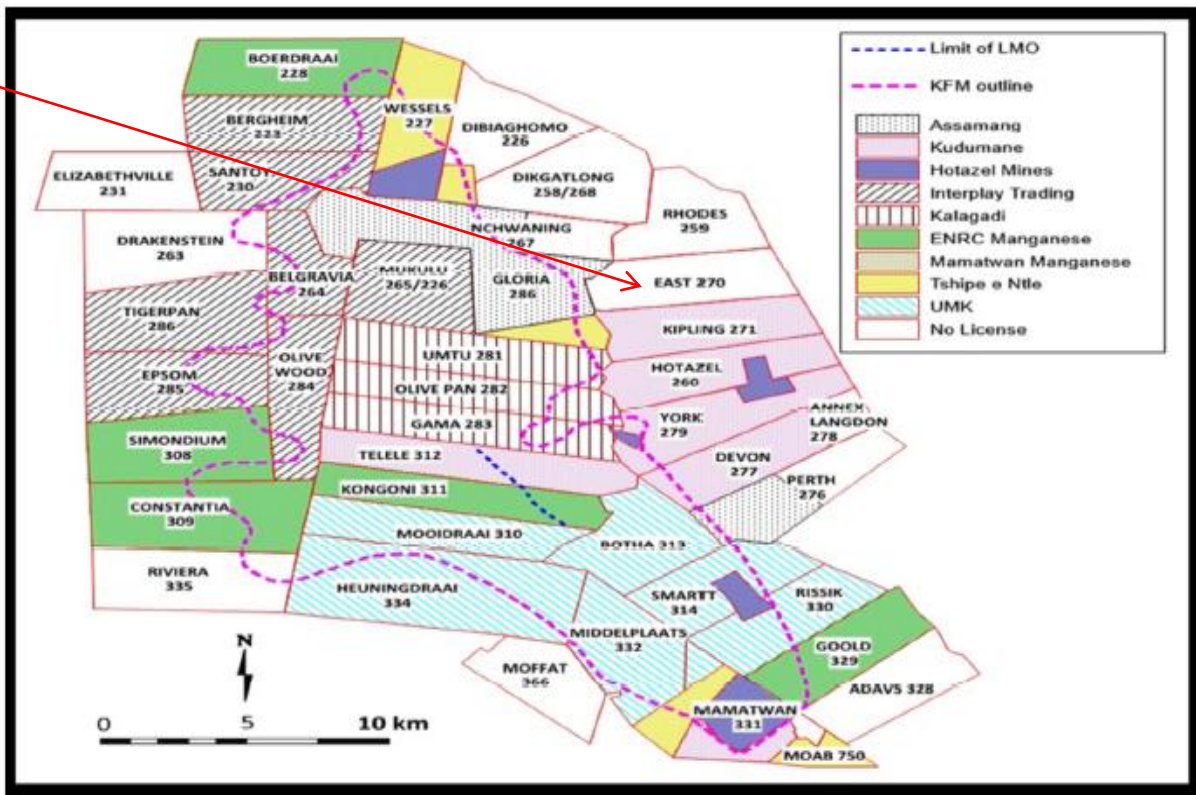 BOERDRAAI
228
BERGHEIM
223
WESSELS
227
DIBIAGHOMO
226
ELIZABETHVILLE
231
SANTOY
230
DIKGATLONG
258/268
RHODES
259
DRAKENSTEIN
263
NCHWANING
267
BELGRAVIA
264
MUKULU
265/226
GLORIA
286
EAST 270
TIGERPAN
286
KIPLING 271
UMTU 281
OLIVE
WOOD
284
EPSOM
285
HOTAZEL
260
OLIVE PAN 282
GAMA 283
YORK
279
ANNEX
LANGDON
278
SIMONDIUM
308
TELELE 312
DEVON
277
PERTH
276
KONGONI 311
CONSTANTIA
309
MOOIDRAAI 310
BOTHA 313
RIVIERA
335
HEUNINGDRAAI
334
SMARTT
314
RISSIK
330
MIDDELPLAATS
332
GOOLD
329
MOFFAT
366
ADAVS 328
MAMATWAN
331
MOAB 750
N
0
5
10 km
Limit of LMO
KFM outline
Assamang
Kudumane
Hotazel Mines
Interplay Trading
Kalagadi
ENRC Manganese
Mamatwan Manganese
Tshipe e Ntle
UMK
No License